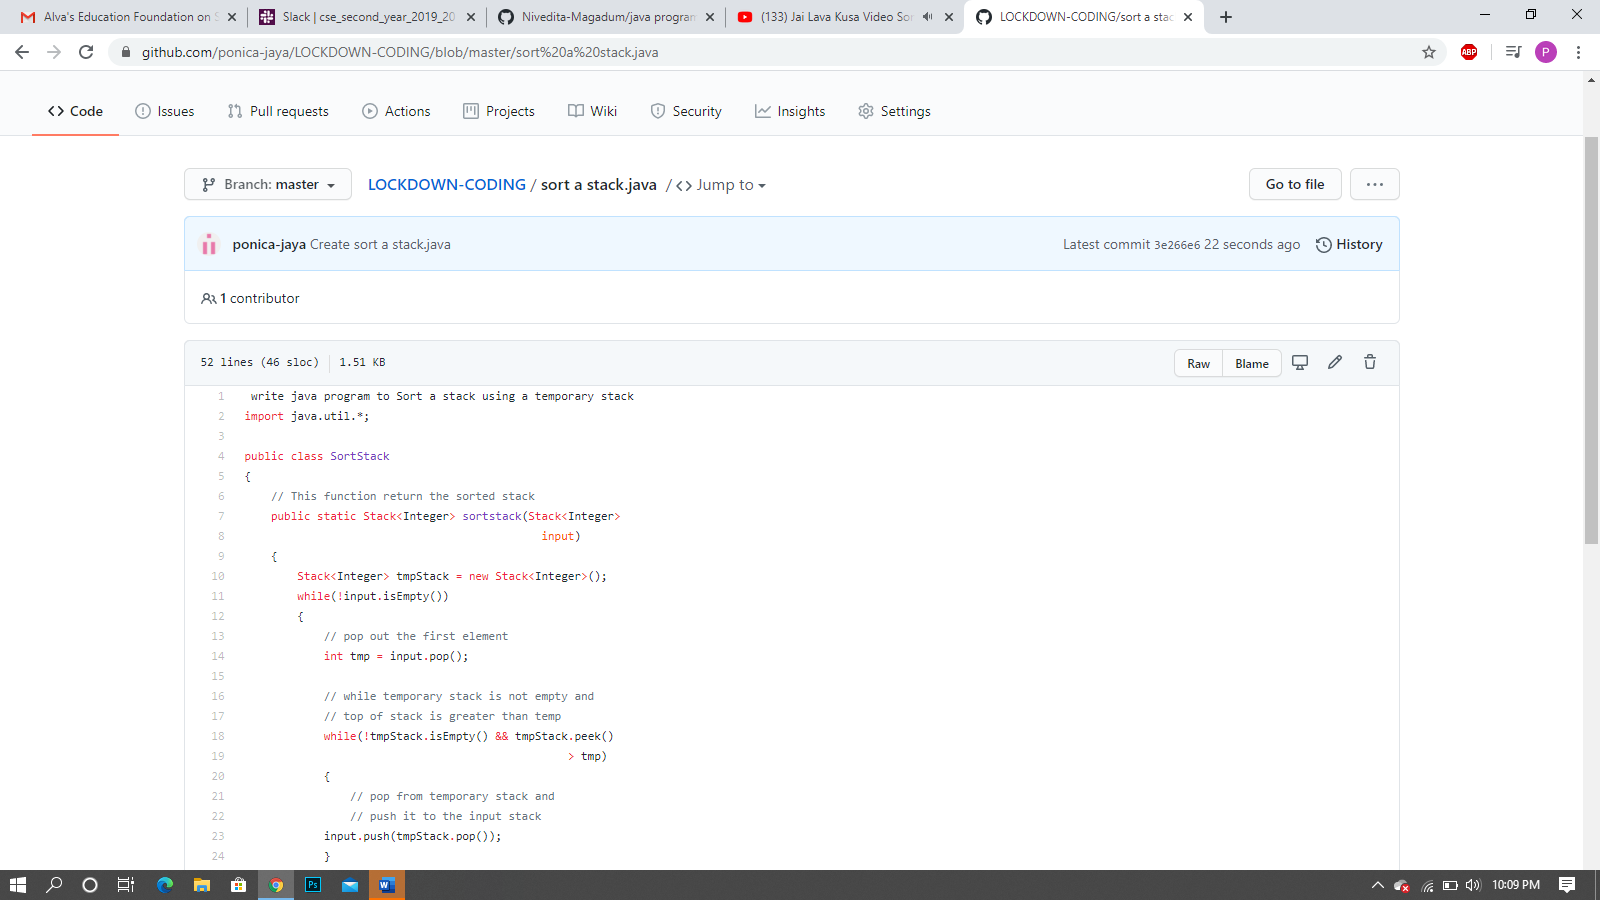 Alva's Education Foundation on S
Slack | cse_second_year_2019_20
Nivedita-Magadum/java program
(133) Jai Lava Kusa Video Son
LOCKDOWN-CODING/sort a stac
github.com/ponica-jaya/LOCKDOWN-CODING/blob/master/sort%20a%20stack.java
ABP
P
Code
Issues
Pull requests
Actions
Projects
Wiki
Security
Insights
Settings
Branch: master
LOCKDOWN-CODING / sort a stack.java / <> Jump to
Go to file
...
ponica-jaya Create sort a stack.java
Latest commit 3e266e6 22 seconds ago
History
1 contributor
52 lines (46 sloc) | 1.51 KB
Raw
Blame
1 write java program to Sort a stack using a temporary stack
2 import java.util.*;
3
4 public class SortStack
5 {
6 // This function return the sorted stack
7 public static Stack<Integer> sortstack(Stack<Integer>
8 input)
9 {
10 Stack<Integer> tmpStack = new Stack<Integer>();
11 while(!input.isEmpty())
12 {
13 // pop out the first element
14 int tmp = input.pop();
15
16 // while temporary stack is not empty and
17 // top of stack is greater than temp
18 while(!tmpStack.isEmpty() && tmpStack.peek()
19 > tmp)
20 {
21 // pop from temporary stack and
22 // push it to the input stack
23 input.push(tmpStack.pop());
24 }
Ps
W
10:09 PM